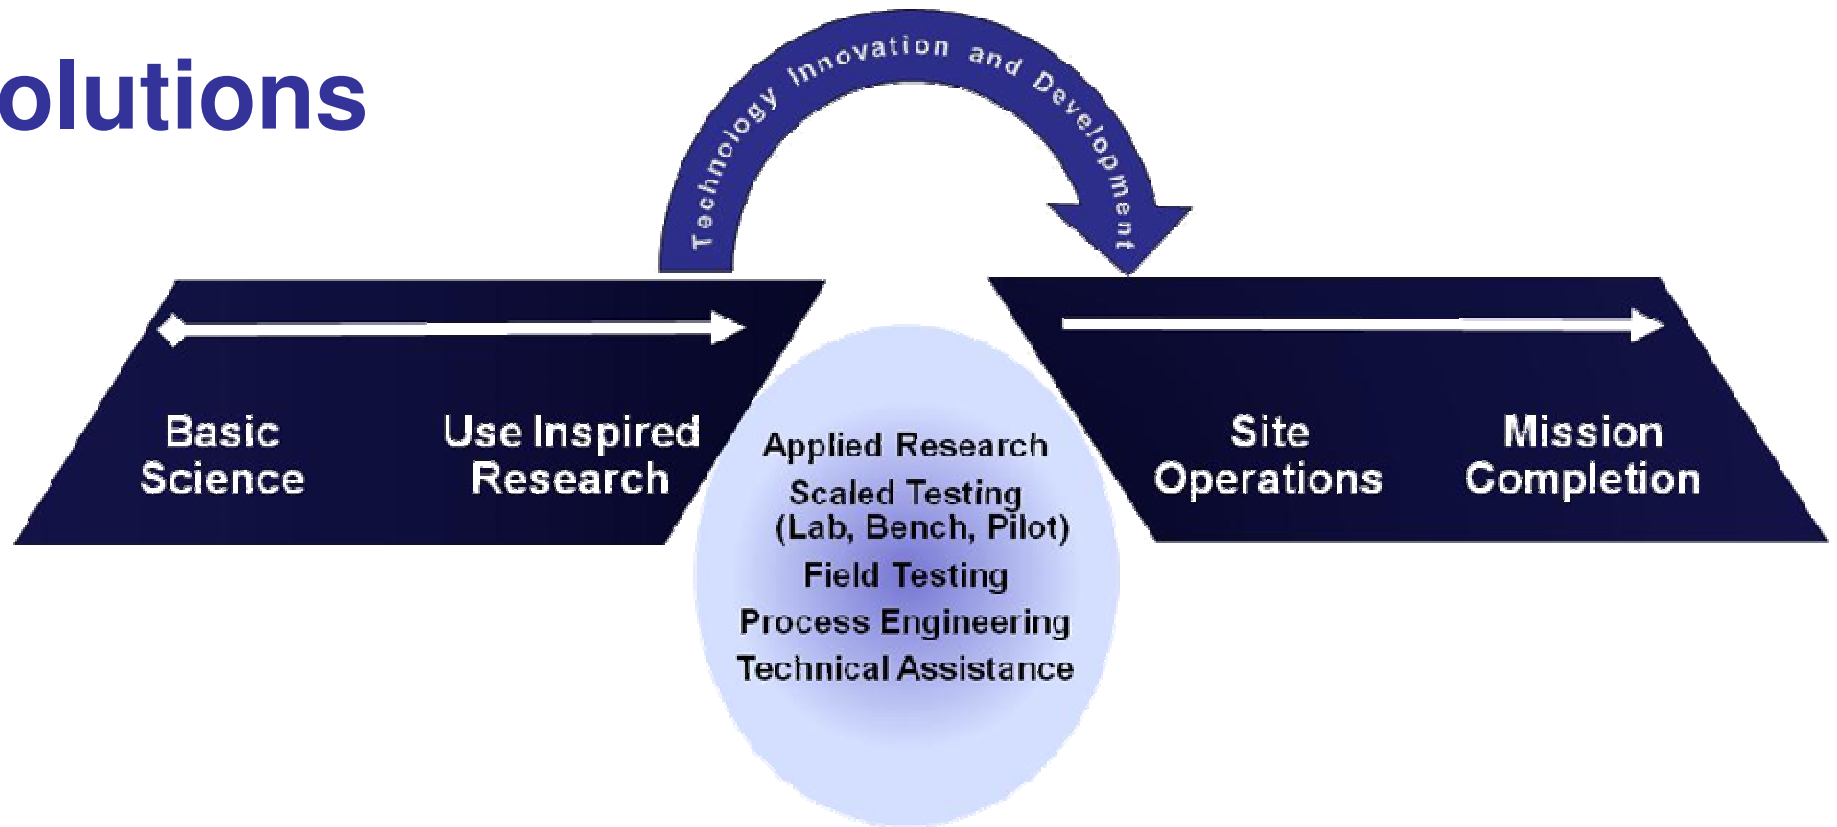 olutions
Technology Innovation and Development
Basic
Science
Use Inspired
Research
Applied Research
Scaled Testing
(Lab, Bench, Pilot)
Field Testing
Process Engineering
Technical Assistance
Site
Operations
Mission
Completion